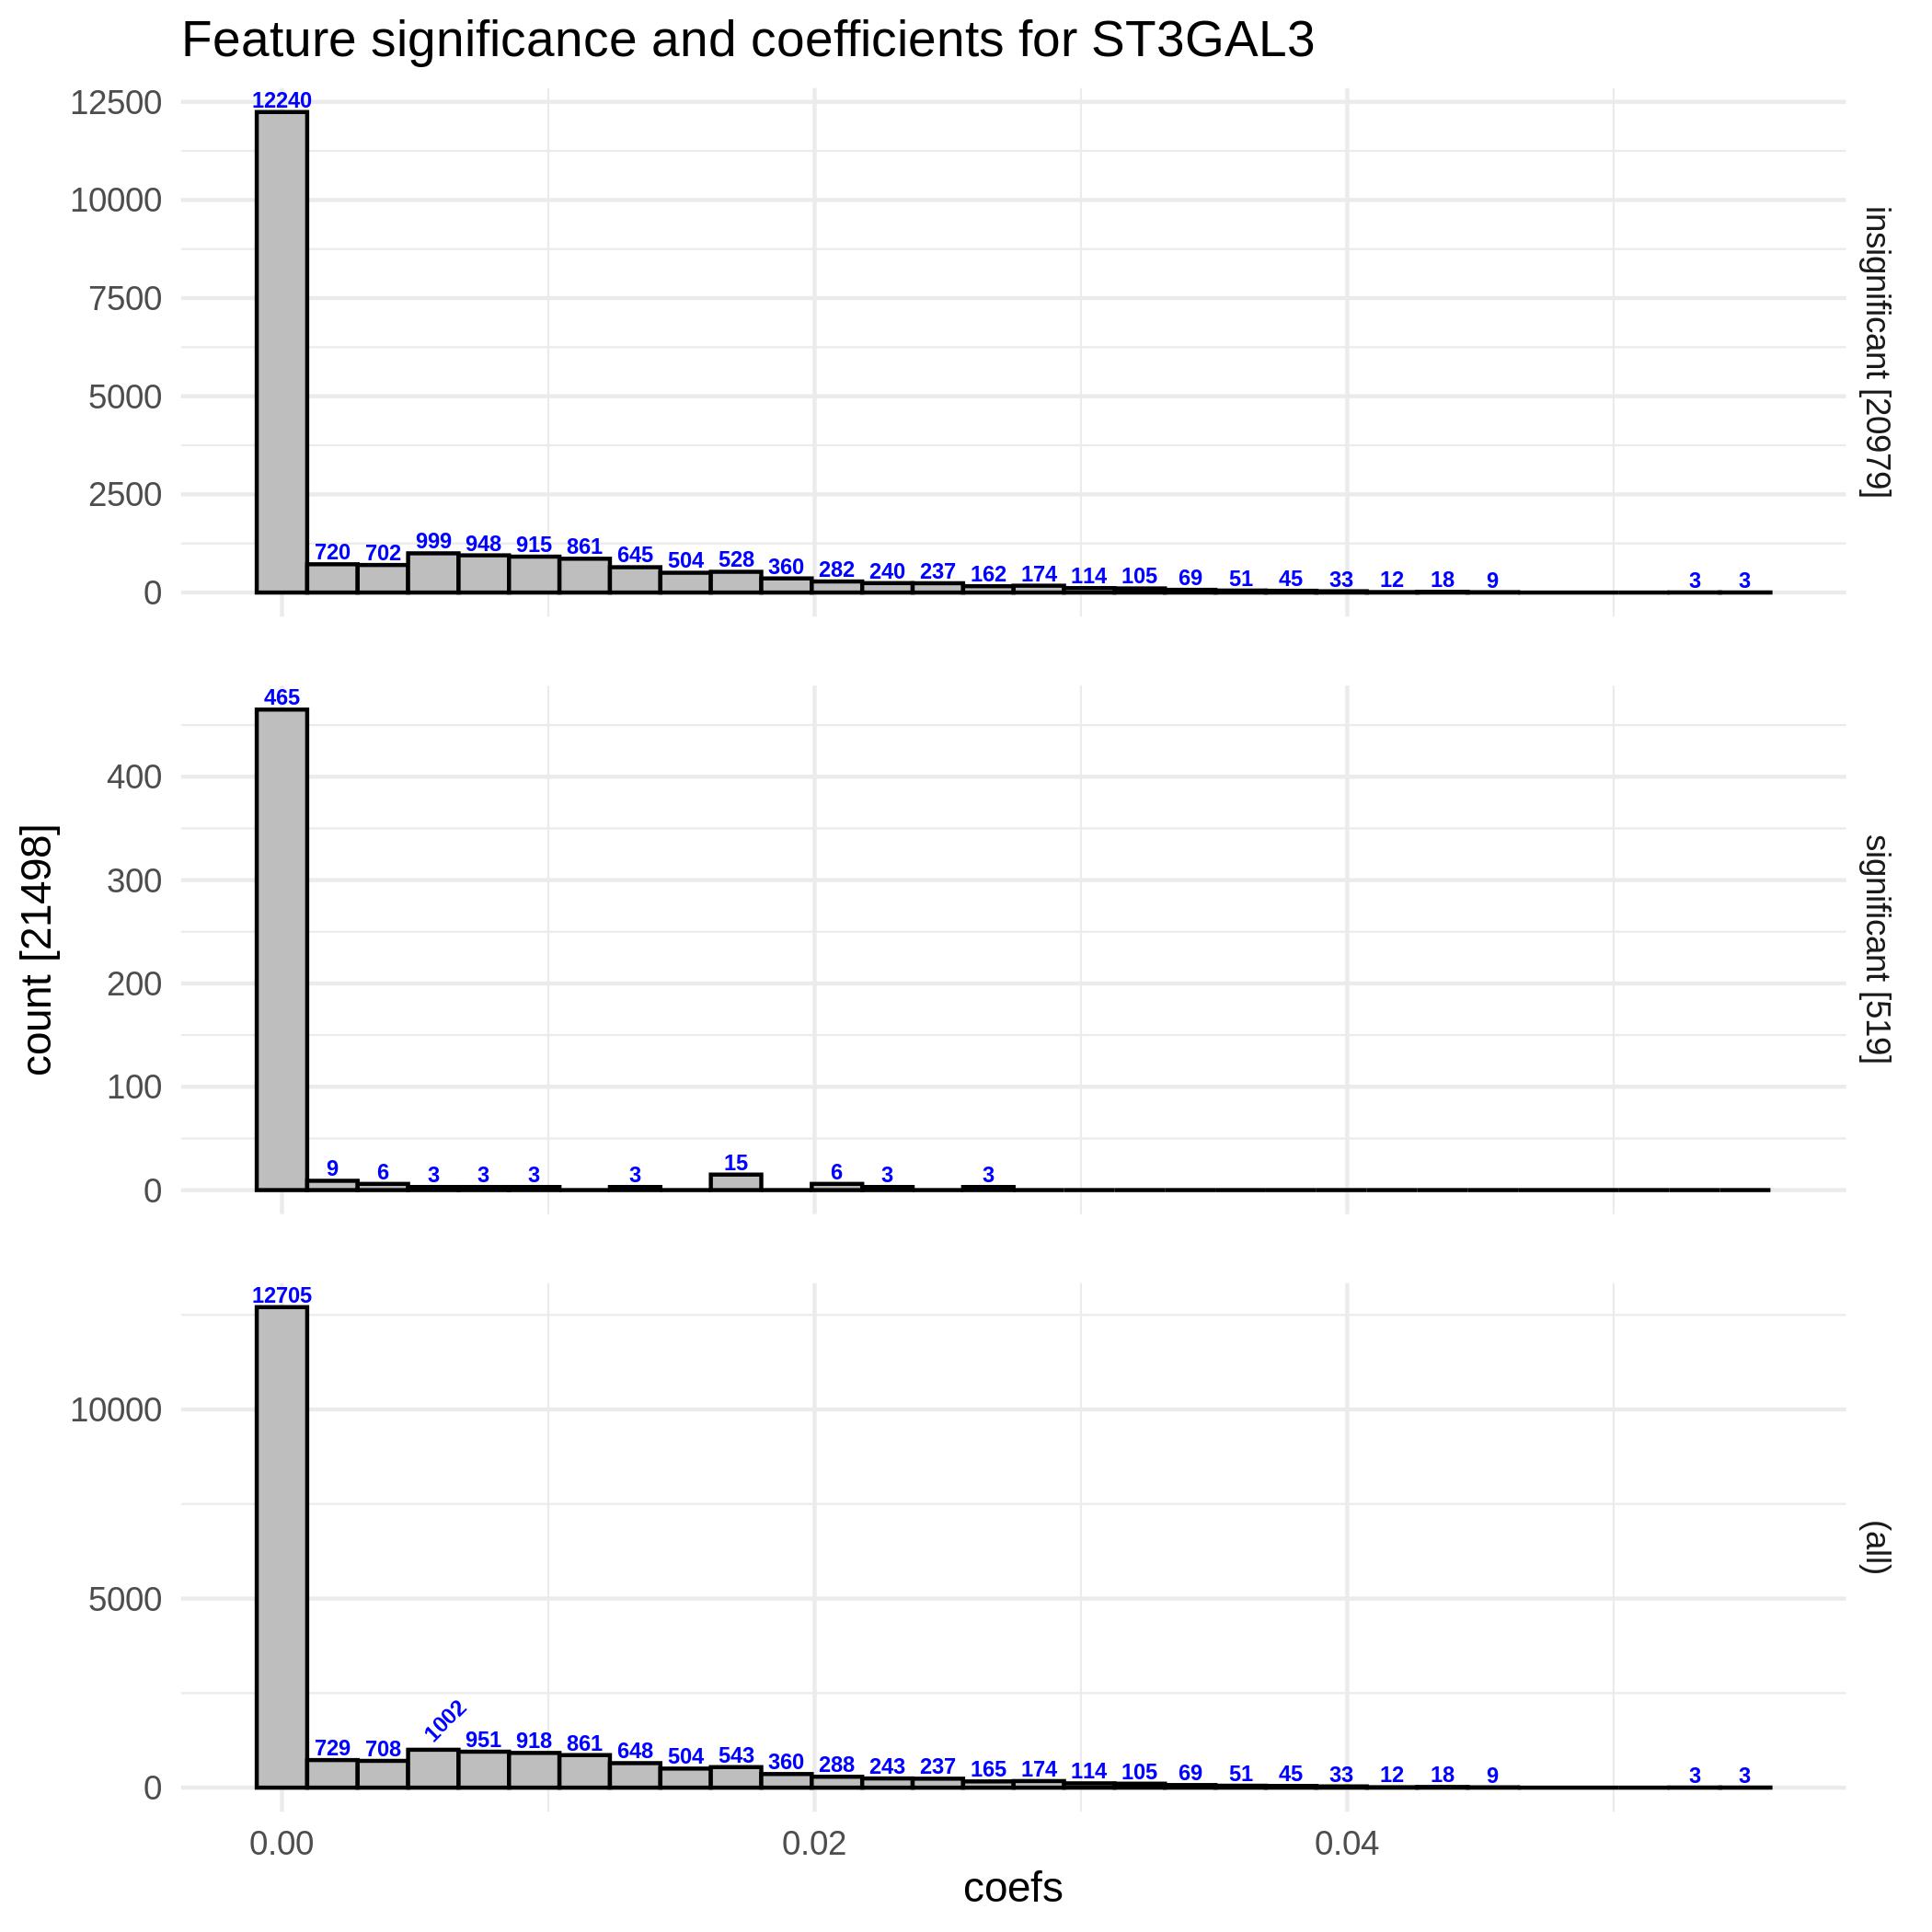 Feature significance and coefficients for ST3GAL3
12500
10000
7500
5000
2500
0
12240
720 702 999 948 915 861 645 504 528 360 282 240 237 162 174 114 105 69 51 45 33 12 18 9 3 3
insignificant [20979]
count [21498]
400
300
200
100
0
465
9 6 3 3 3 3 15 6 3 3
significant [519]
10000
5000
0
12705
729 708 1002 951 918 861 648 504 543 360 288 243 237 165 174 114 105 69 51 45 33 12 18 9 3 3
(all)
0.00 0.02 0.04
coefs